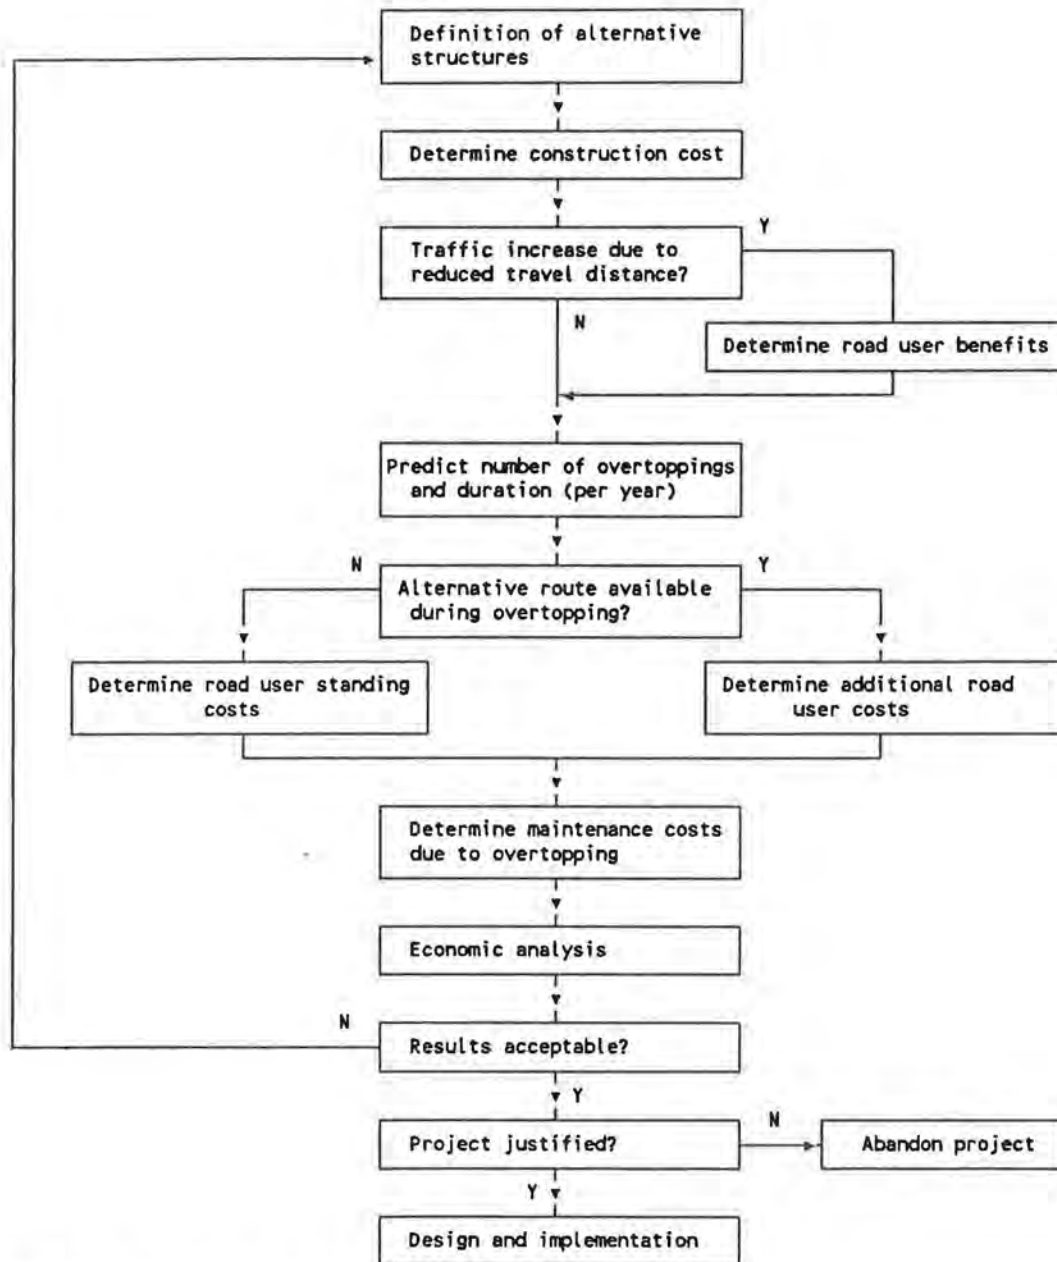 Definition of alternative
structures
Determine construction cost
Y
Traffic increase due to
reduced travel distance?
N
Determine road user benefits
Predict number of overtoppings
and duration (per year)
N
Y
Alternative route available
during overtopping?
Determine road user standing
costs
Determine additional road
user costs
Determine maintenance costs
due to overtopping
Economic analysis
N
Results acceptable?
Y
N
Project justified?
Abandon project
Y
Design and implementation